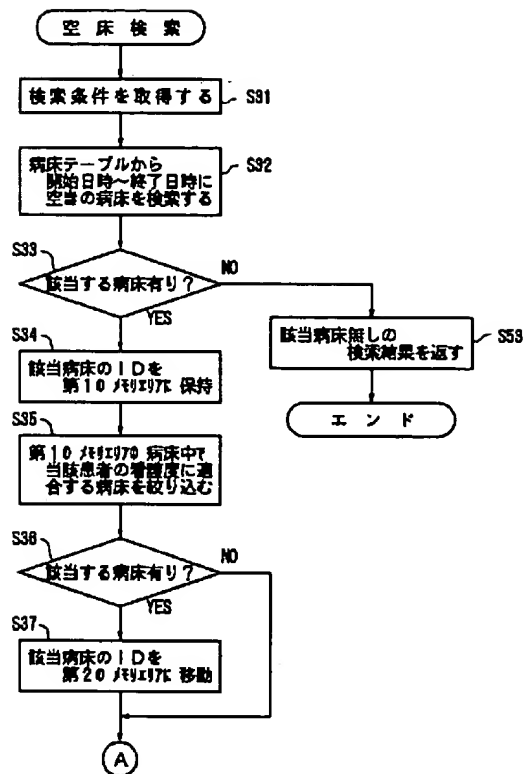 空床検索
検索条件を取得する
S31
病床テーブルから
開始日時～終了日時に
空きの病床を検索する
S32
S33
該当する病床有り?
NO
YES
該当病床無しの
検索結果を返す
S53
エンド
S34
該当病床のIDを
第1のメモリエリアに保持
S35
第1のメモリエリアの病床中で
当該患者の看護度に適
合する病床を絞り込む
S36
該当する病床有り?
NO
YES
S37
該当病床のIDを
第2のメモリエリアに移動
A